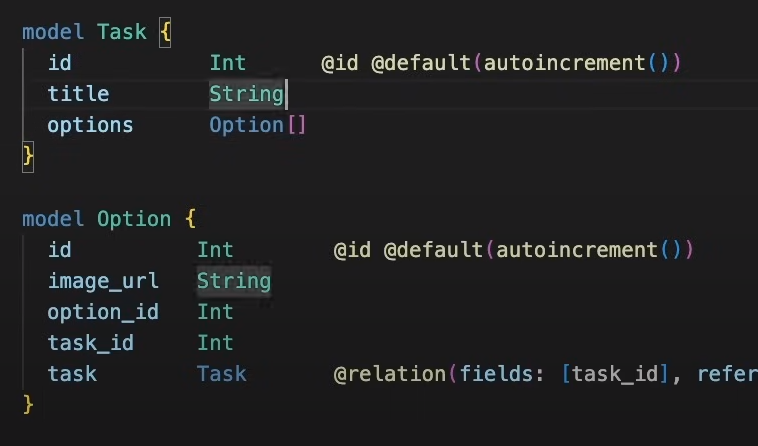 model Task {
id Int @id @default(autoincrement())
title String
options Option[]
}
model Option {
id Int @id @default(autoincrement())
image_url String
option_id Int
task_id Int
task Task @relation(fields: [task_id], refer
}